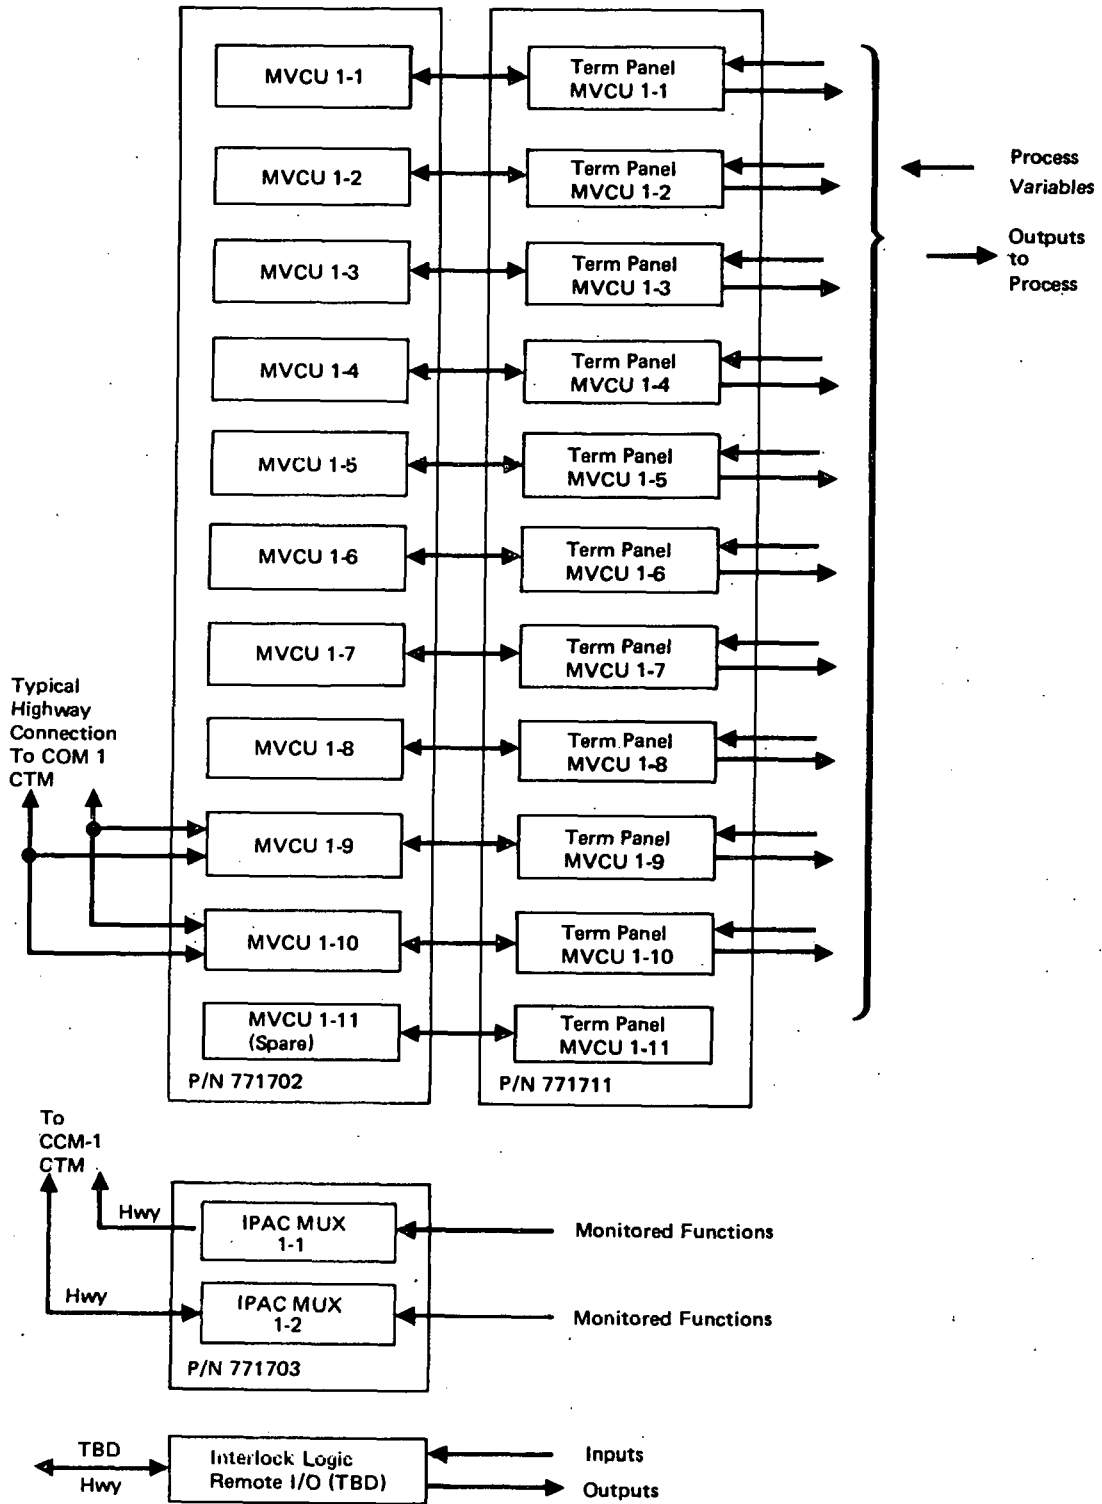 MVCU 1-1
Term Panel
MVCU 1-1
MVCU 1-2
Term Panel
MVCU 1-2
Process
Variables
Outputs
to
Process
MVCU 1-3
Term Panel
MVCU 1-3
MVCU 1-4
Term Panel
MVCU 1-4
MVCU 1-5
Term Panel
MVCU 1-5
MVCU 1-6
Term Panel
MVCU 1-6
MVCU 1-7
Term Panel
MVCU 1-7
Typical
Highway
Connection
To COM 1
CTM
MVCU 1-8
Term Panel
MVCU 1-8
MVCU 1-9
Term Panel
MVCU 1-9
MVCU 1-10
Term Panel
MVCU 1-10
MVCU 1-11
(Spare)
Term Panel
MVCU 1-11
P/N 771702
P/N 771711
To
CCM-1
CTM
Hwy
IPAC MUX
1-1
Monitored Functions
Hwy
IPAC MUX
1-2
Monitored Functions
P/N 771703
TBD
Hwy
Interlock Logic
Remote I/O (TBD)
Inputs
Outputs